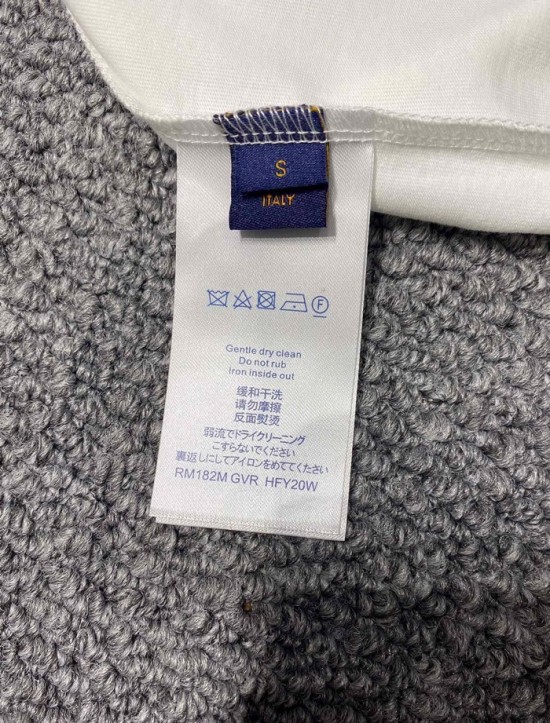 S
ITALY
F
Gentle dry clean
Do not rub
iron inside out
缓和干洗
请勿摩擦
反面熨烫
弱流でドライクリーニング
こすらないでください
裏返しにしてアイロンをめててください
RM182M GVR HFY20W